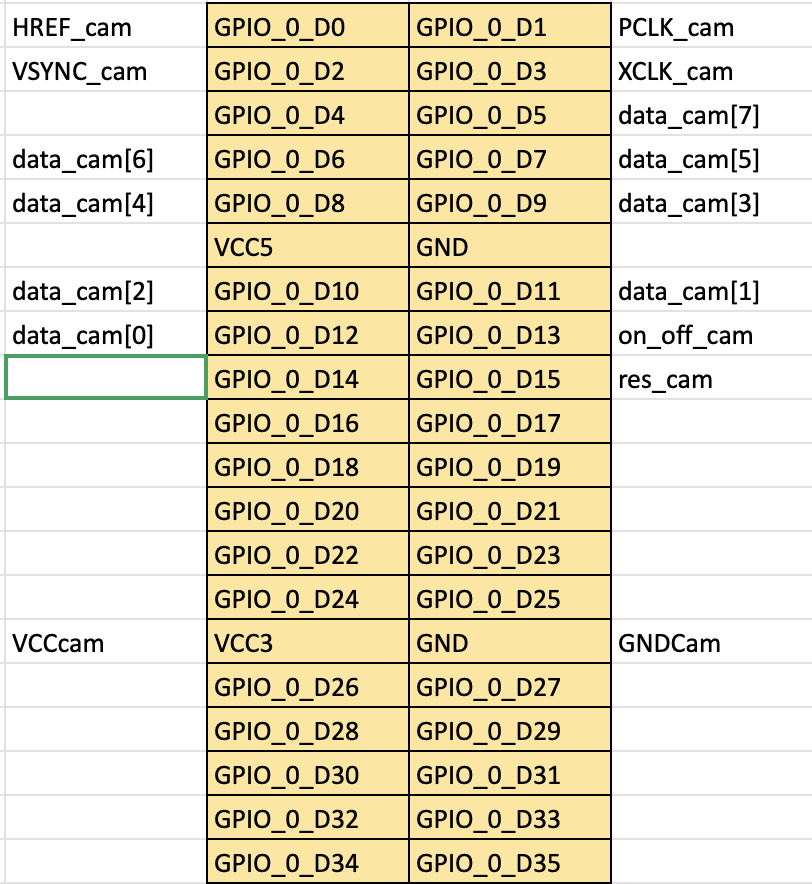 HREF_cam GPIO_0_D0 GPIO_0_D1 PCLK_cam
VSYNC_cam GPIO_0_D2 GPIO_0_D3 XCLK_cam
GPIO_0_D4 GPIO_0_D5 data_cam[7]
data_cam[6] GPIO_0_D6 GPIO_0_D7 data_cam[5]
data_cam[4] GPIO_0_D8 GPIO_0_D9 data_cam[3]
VCC5 GND
data_cam[2] GPIO_0_D10 GPIO_0_D11 data_cam[1]
data_cam[0] GPIO_0_D12 GPIO_0_D13 on_off_cam
GPIO_0_D14 GPIO_0_D15 res_cam
GPIO_0_D16 GPIO_0_D17
GPIO_0_D18 GPIO_0_D19
GPIO_0_D20 GPIO_0_D21
GPIO_0_D22 GPIO_0_D23
GPIO_0_D24 GPIO_0_D25
VCCcam VCC3 GND GNDCam
GPIO_0_D26 GPIO_0_D27
GPIO_0_D28 GPIO_0_D29
GPIO_0_D30 GPIO_0_D31
GPIO_0_D32 GPIO_0_D33
GPIO_0_D34 GPIO_0_D35